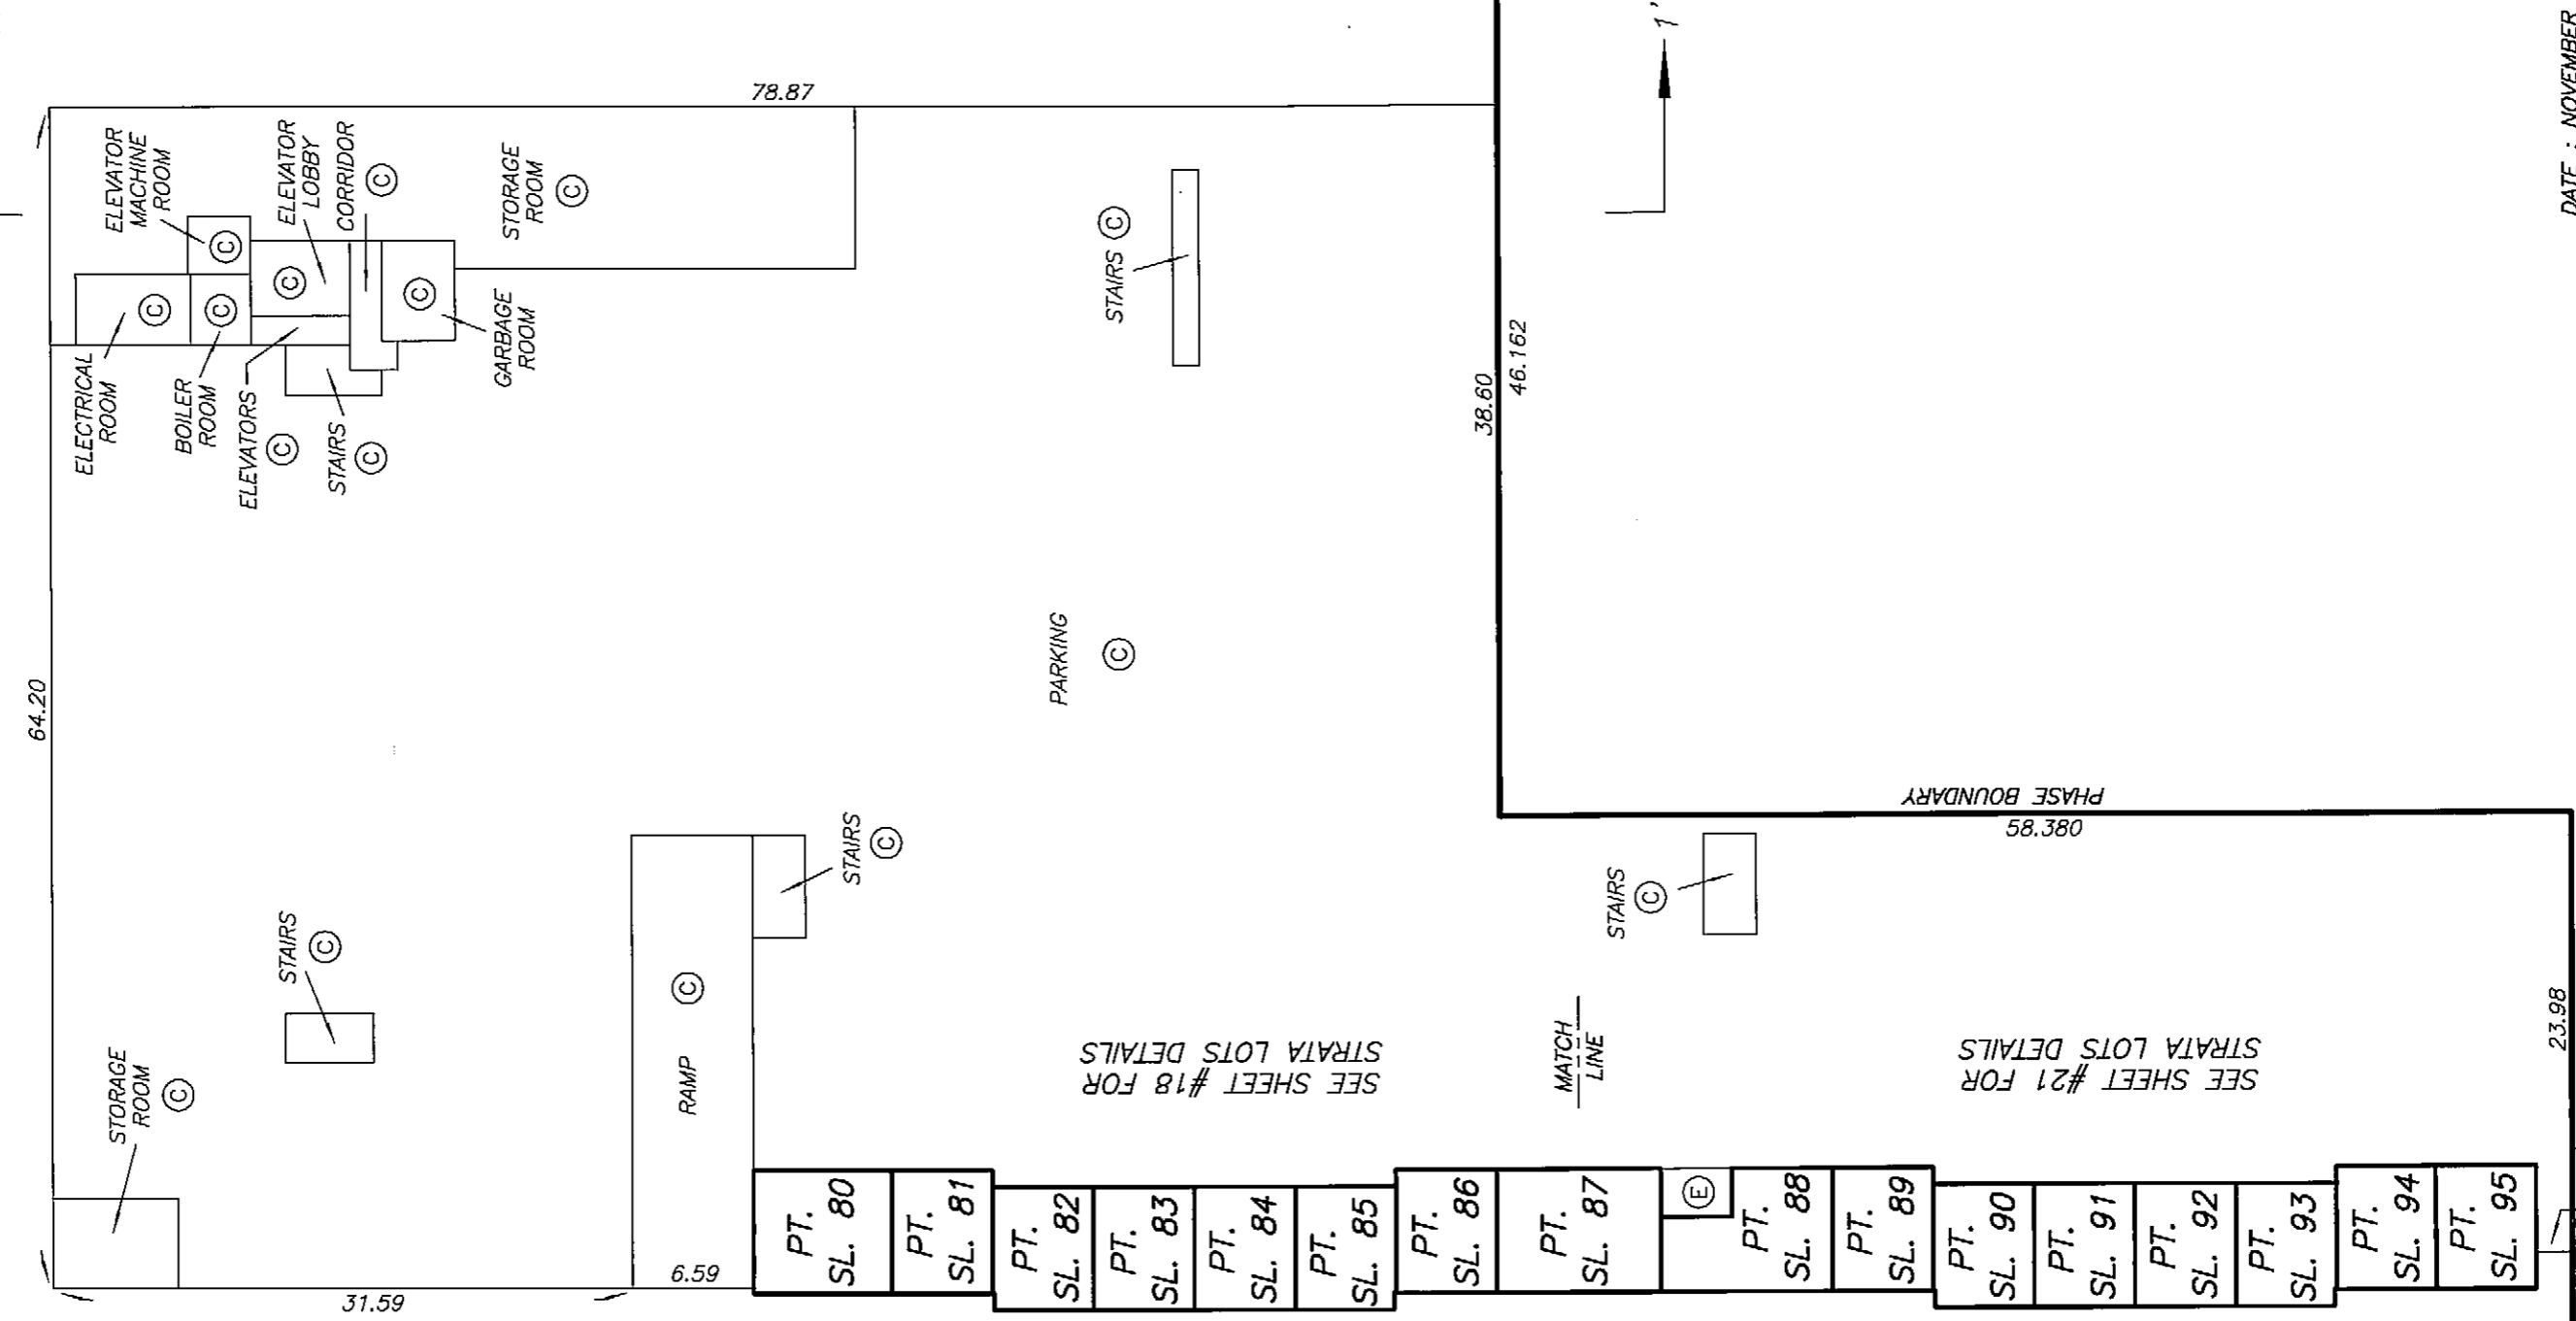 78.87
1'
DATE : NOVEMBER
ELEVATOR
MACHINE
ROOM
C
ELEVATOR
LOBBY
C
CORRIDOR
C
STORAGE
ROOM
C
ELECTRICAL
ROOM
C
BOILER
ROOM
C
ELEVATORS
C
STAIRS
C
GARBAGE
ROOM
C
STAIRS C
38.60
46.162
64.20
PARKING
C
PHASE BOUNDARY
58.380
STAIRS
C
STAIRS
C
STAIRS
C
STORAGE
ROOM
C
RAMP C
SEE SHEET #18 FOR
STRATA LOTS DETAILS
MATCH
LINE
SEE SHEET #21 FOR
STRATA LOTS DETAILS
23.98
31.59
6.59
PT.
SL. 80
PT.
SL. 81
PT.
SL. 82
PT.
SL. 83
PT.
SL. 84
PT.
SL. 85
PT.
SL. 86
PT.
SL. 87
E
PT.
SL. 88
PT.
SL. 89
PT.
SL. 90
PT.
SL. 91
PT.
SL. 92
PT.
SL. 93
PT.
SL. 94
PT.
SL. 95